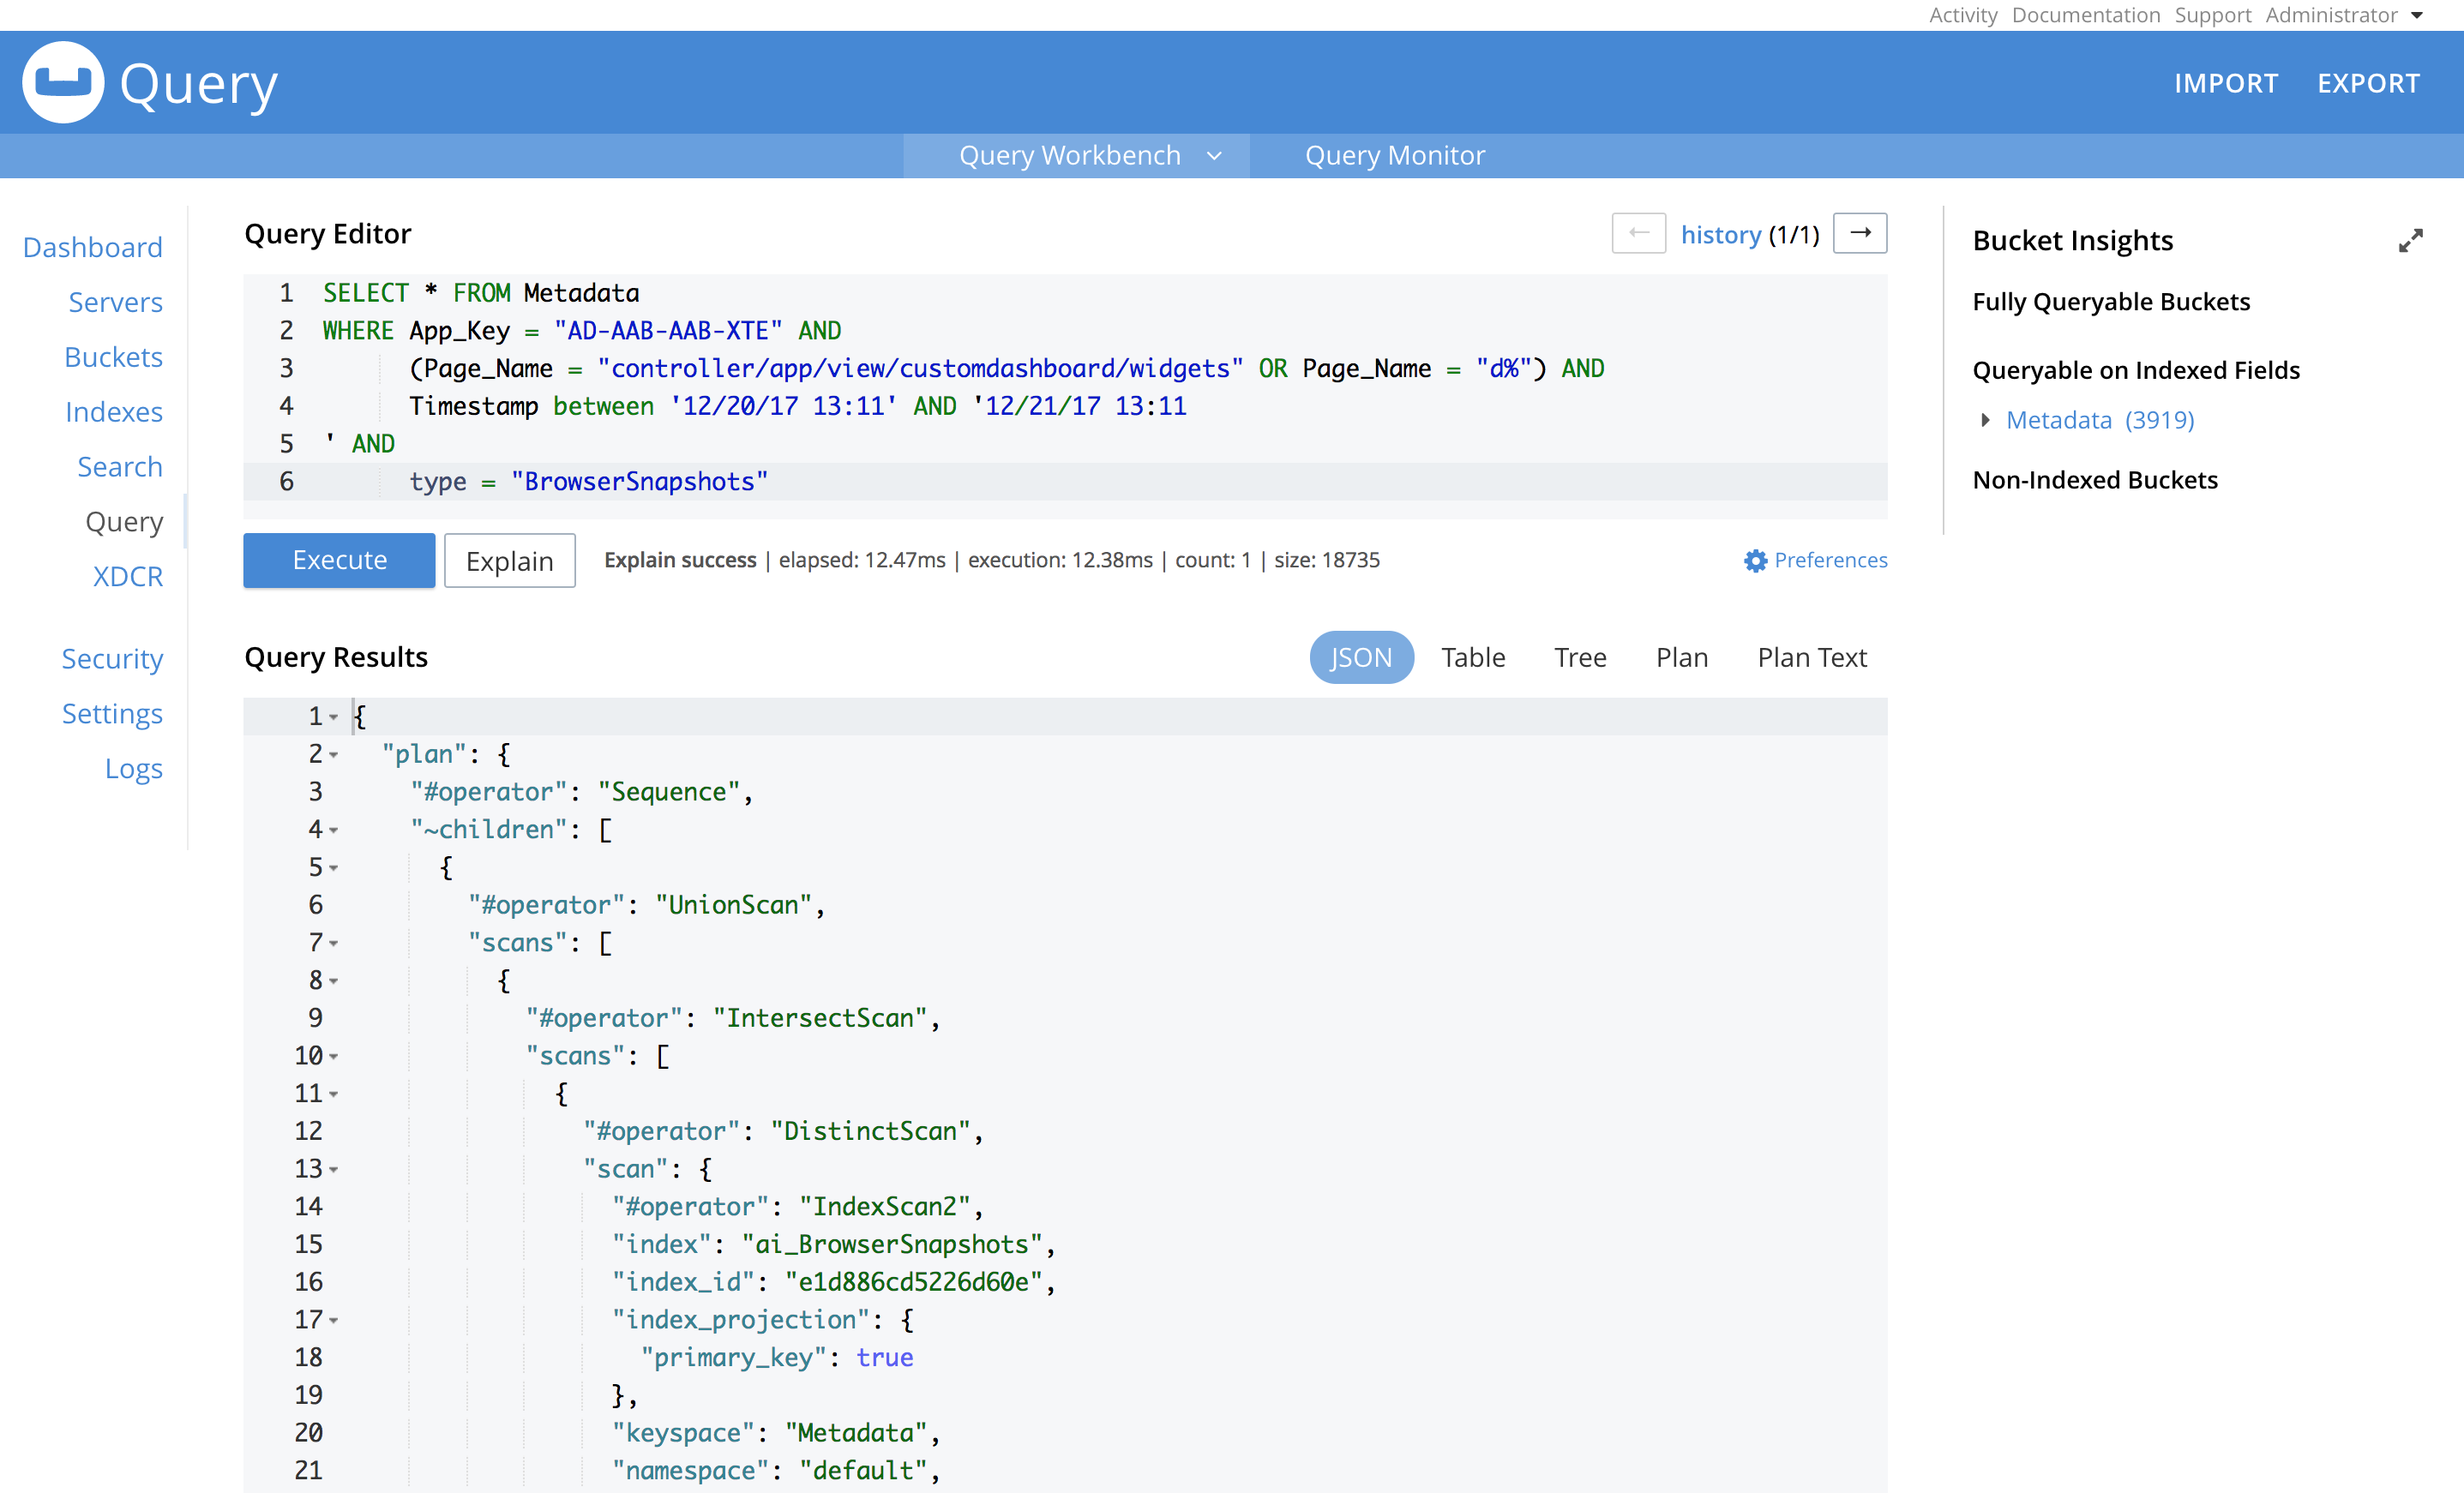 Activity Documentation Support Administrator
Query
IMPORT EXPORT
Query Workbench Query Monitor
Dashboard
Servers
Buckets
Indexes
Search
Query
XDCR
Security
Settings
Logs
Query Editor
history (1/1)
1 SELECT * FROM Metadata
2 WHERE App_Key = "AD-AAB-AAB-XTE" AND
3 (Page_Name = "controller/app/view/customdashboard/widgets" OR Page_Name = "d%") AND
4 Timestamp between '12/20/17 13:11' AND '12/21/17 13:11
5 ' AND
6 type = "BrowserSnapshots"
Execute Explain Explain success | elapsed: 12.47ms | execution: 12.38ms | count: 1 | size: 18735 Preferences
Query Results
JSON Table Tree Plan Plan Text
1 {
2 "plan": {
3 "#operator": "Sequence",
4 "~children": [
5 {
6 "#operator": "UnionScan",
7 "scans": [
8 {
9 "#operator": "IntersectScan",
10 "scans": [
11 {
12 "#operator": "DistinctScan",
13 "scan": {
14 "#operator": "IndexScan2",
15 "index": "ai_BrowserSnapshots",
16 "index_id": "e1d886cd5226d60e",
17 "index_projection": {
18 "primary_key": true
19 },
20 "keyspace": "Metadata",
21 "namespace": "default",
Bucket Insights
Fully Queryable Buckets
Queryable on Indexed Fields
Metadata (3919)
Non-Indexed Buckets